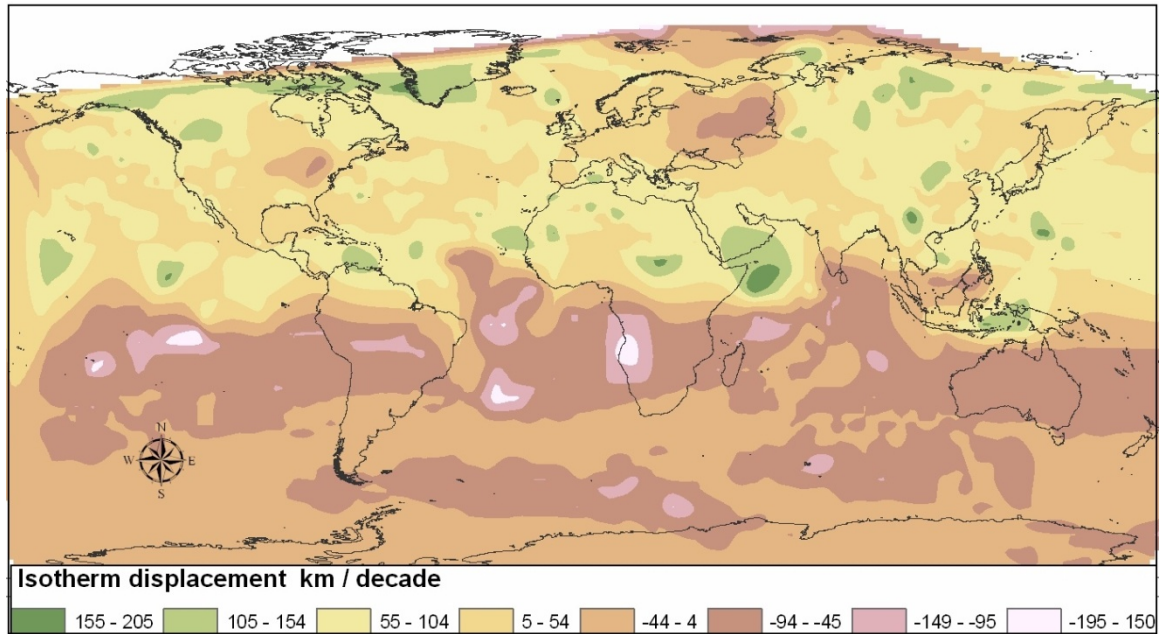 N
W E
S
Isotherm displacement km / decade
155 - 205 105 - 154 55 - 104 5 - 54 -44 - 4 -94 - -45 -149 - -95 -195 - 150